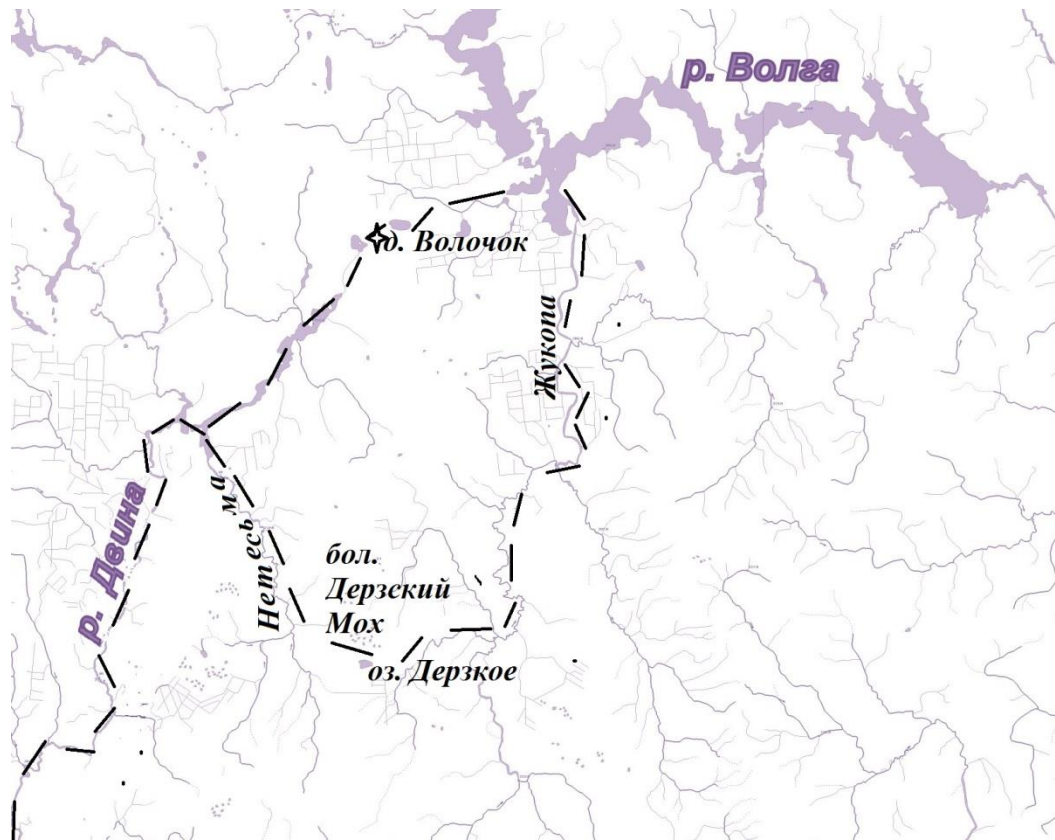 р. Волга
д. Волочок
Жукопа
р. Двина
Нетесьма
бол.
Дерзский
Мох
оз. Дерзкое